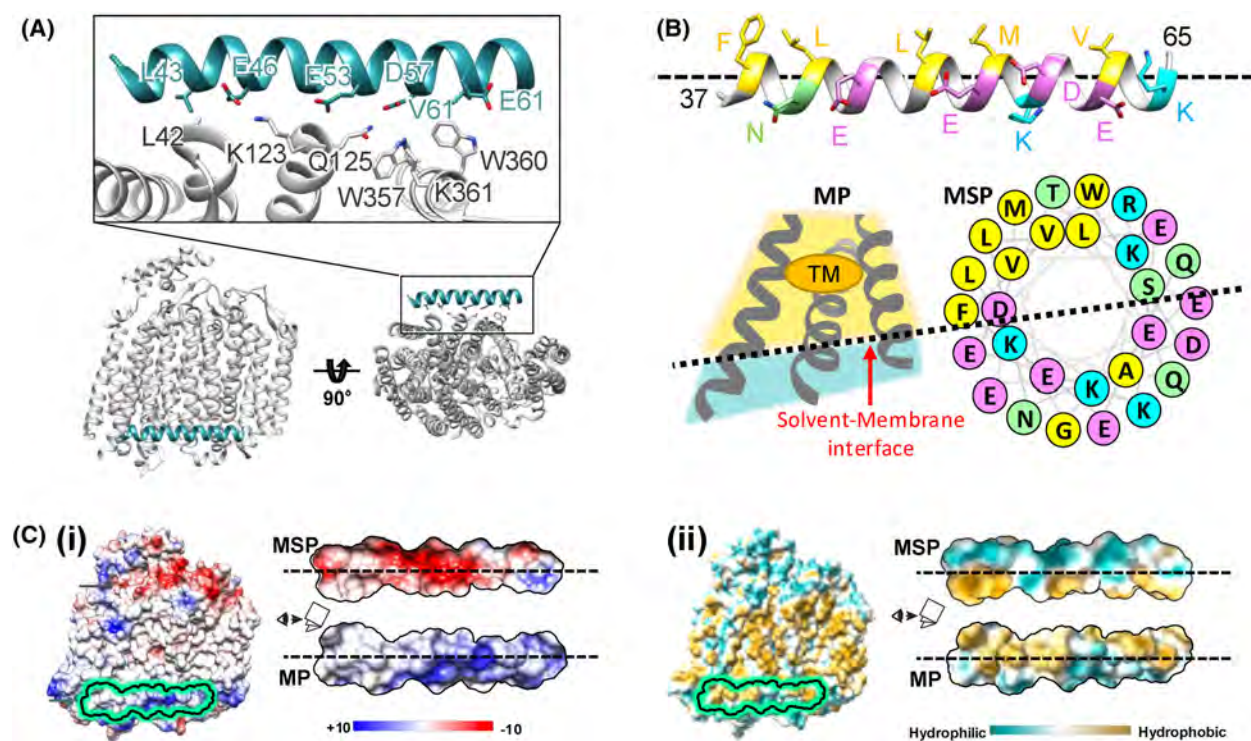 (A)
L43 E46 E53 D57
V61 E61
L42
K123
Q125
W357
K361
W360
90°
(B)
F L L M V 65
37
N E E K D E K
MP MSP
TM
Solvent-Membrane
interface
M T W R E
L V L K Q
L V S
F D E
E K E D
E E K A Q
N G E K
(C) (i)
MSP
MP
+10 -10
(ii)
MSP
MP
Hydrophilic Hydrophobic